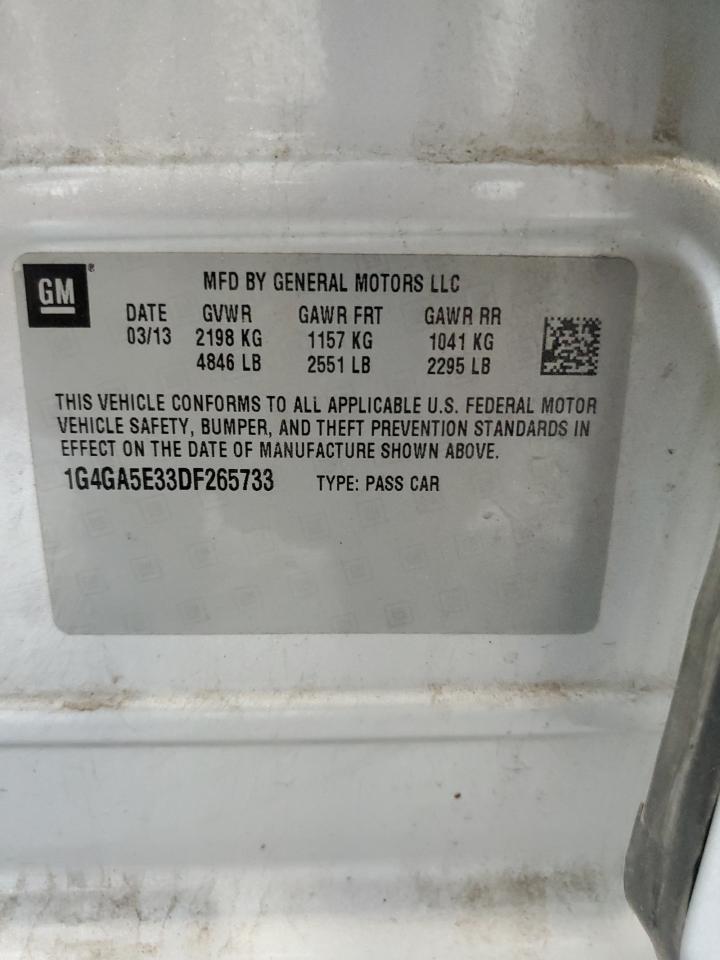 GM®
MFD BY GENERAL MOTORS LLC
DATE GVWR GAWR FRT GAWR RR
03/13 2198 KG 1157 KG 1041 KG
4846 LB 2551 LB 2295 LB
THIS VEHICLE CONFORMS TO ALL APPLICABLE U.S. FEDERAL MOTOR
VEHICLE SAFETY, BUMPER, AND THEFT PREVENTION STANDARDS IN
EFFECT ON THE DATE OF MANUFACTURE SHOWN ABOVE.
1G4GA5E33DF265733 TYPE: PASS CAR